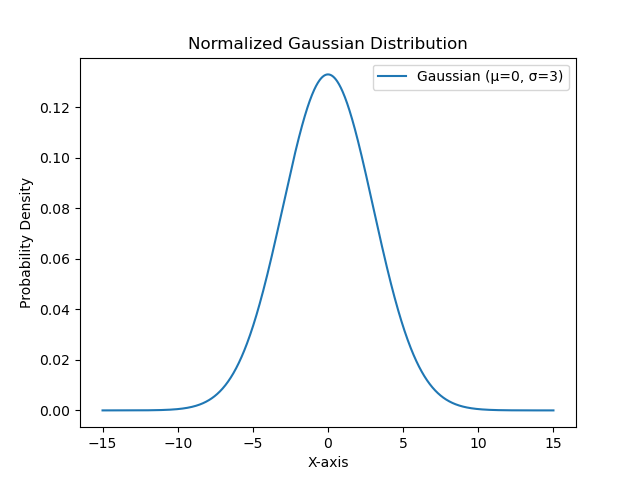 Normalized Gaussian Distribution
Gaussian (μ=0, σ=3)
Probability Density
0.12
0.10
0.08
0.06
0.04
0.02
0.00
−15 −10 −5 0 5 10 15
X-axis